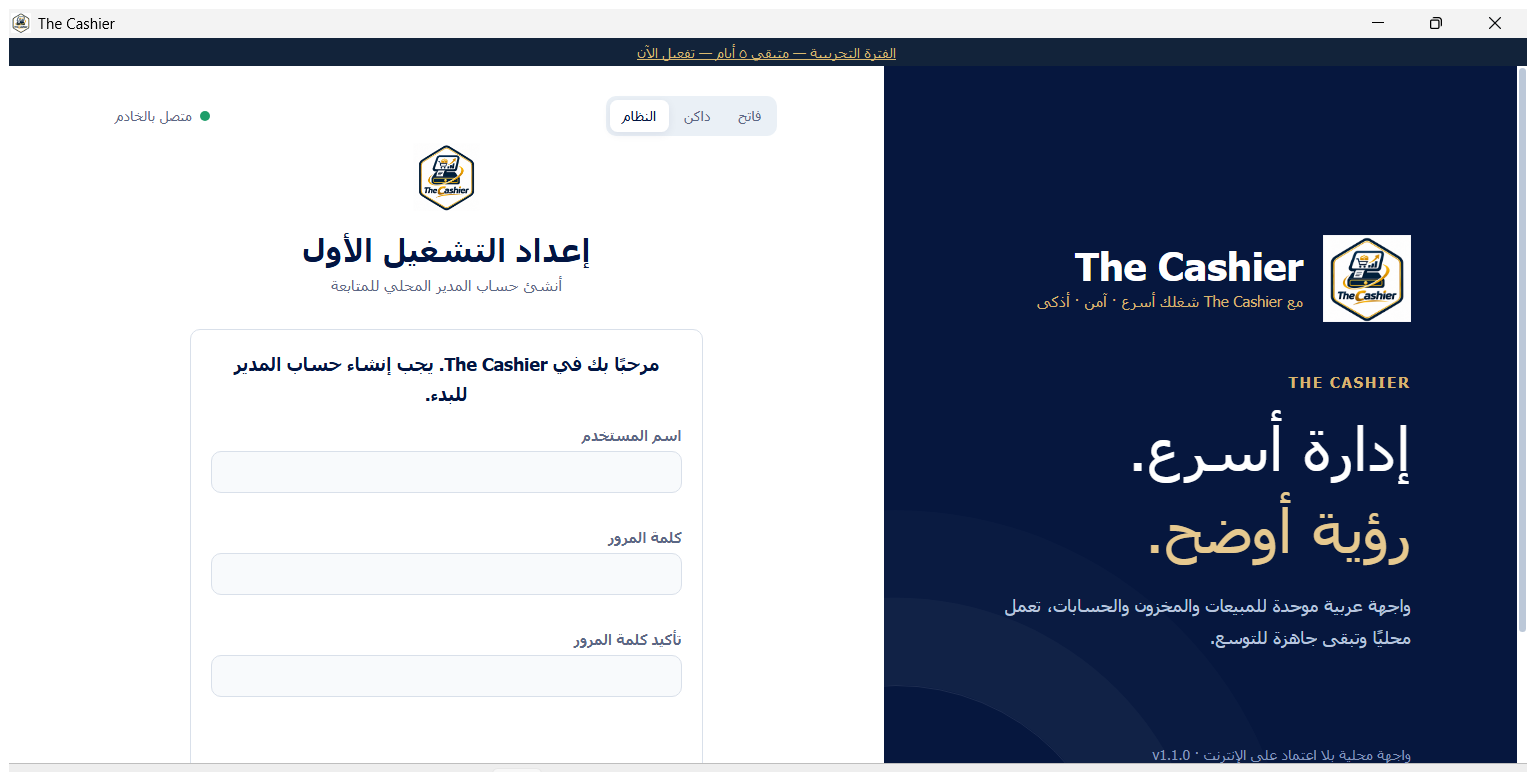 The Cashier
الفترة التجريبية — متبقي ٥ أيام — تفعيل الآن
The Cashier
مع The Cashier شغلك أسرع · آمن · أذكى
The Cashier
THE CASHIER
إدارة أسرع.
رؤية أوضح.
واجهة عربية موحدة للمبيعات والمخزون والحسابات، تعمل
محليًا وتبقى جاهزة للتوسع.
واجهة محلية بلا اعتماد على الإنترنت · v1.1.0
فاتح داكن النظام
متصل بالخادم
The Cashier
إعداد التشغيل الأول
أنشئ حساب المدير المحلي للمتابعة
مرحبًا بك في The Cashier. يجب إنشاء حساب المدير
للبدء.
اسم المستخدم
كلمة المرور
تأكيد كلمة المرور